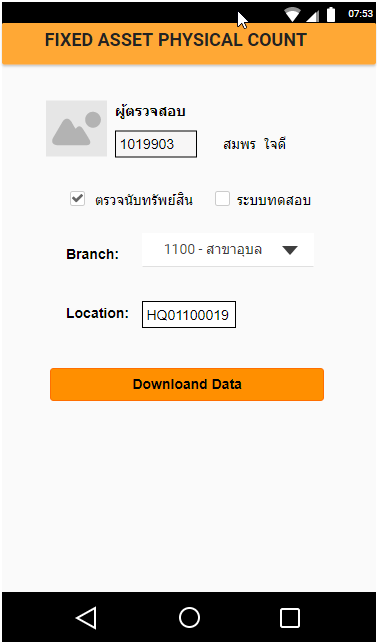 07:53
FIXED ASSET PHYSICAL COUNT
ผู้ตรวจสอบ
1019903 สมพร ใจดี
ตรวจนับทรัพย์สิน ระบบทดสอบ
Branch: 1100 - สาขาอุบล
Location: HQ01100019
Downloand Data